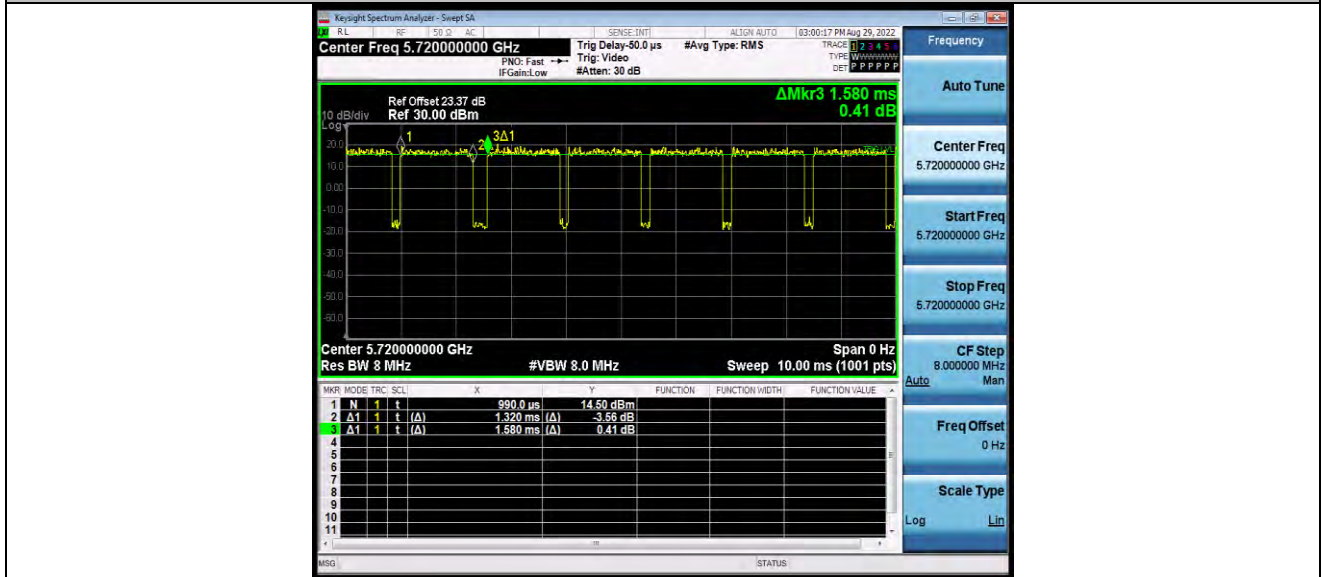 Keysight Spectrum Analyzer - Swept SA
RL RF 50 Ω AC SENSE:INT ALIGN AUTO 03:00:17 PM Aug 29, 2022
Center Freq 5.720000000 GHz
PNO: Fast
IFGain:Low
Trig Delay-50.0 µs
Trig: Video
#Atten: 30 dB
#Avg Type: RMS
TRACE 1 2 3 4 5 6
TYPE WWWWWW
DET P P P P P P
Frequency
Auto Tune
Center Freq
5.720000000 GHz
Start Freq
5.720000000 GHz
Stop Freq
5.720000000 GHz
CF Step
8.000000 MHz
Auto Man
Freq Offset
0 Hz
Scale Type
Log Lin
ΔMkr3 1.580 ms
0.41 dB
Ref Offset 23.37 dB
10 dB/div Ref 30.00 dBm
Log
1
2
3Δ1
20.0
10.0
0.00
-10.0
-20.0
-30.0
-40.0
-50.0
-60.0
Center 5.720000000 GHz Span 0 Hz
Res BW 8 MHz #VBW 8.0 MHz Sweep 10.00 ms (1001 pts)
MKR MODE TRC SCL X Y FUNCTION FUNCTION WIDTH FUNCTION VALUE
1 N 1 t 990.0 µs 14.50 dBm
2 Δ1 1 t (Δ) 1.320 ms (Δ) -3.56 dB
3 Δ1 1 t (Δ) 1.580 ms (Δ) 0.41 dB
4
5
6
7
8
9
10
11
MSG STATUS